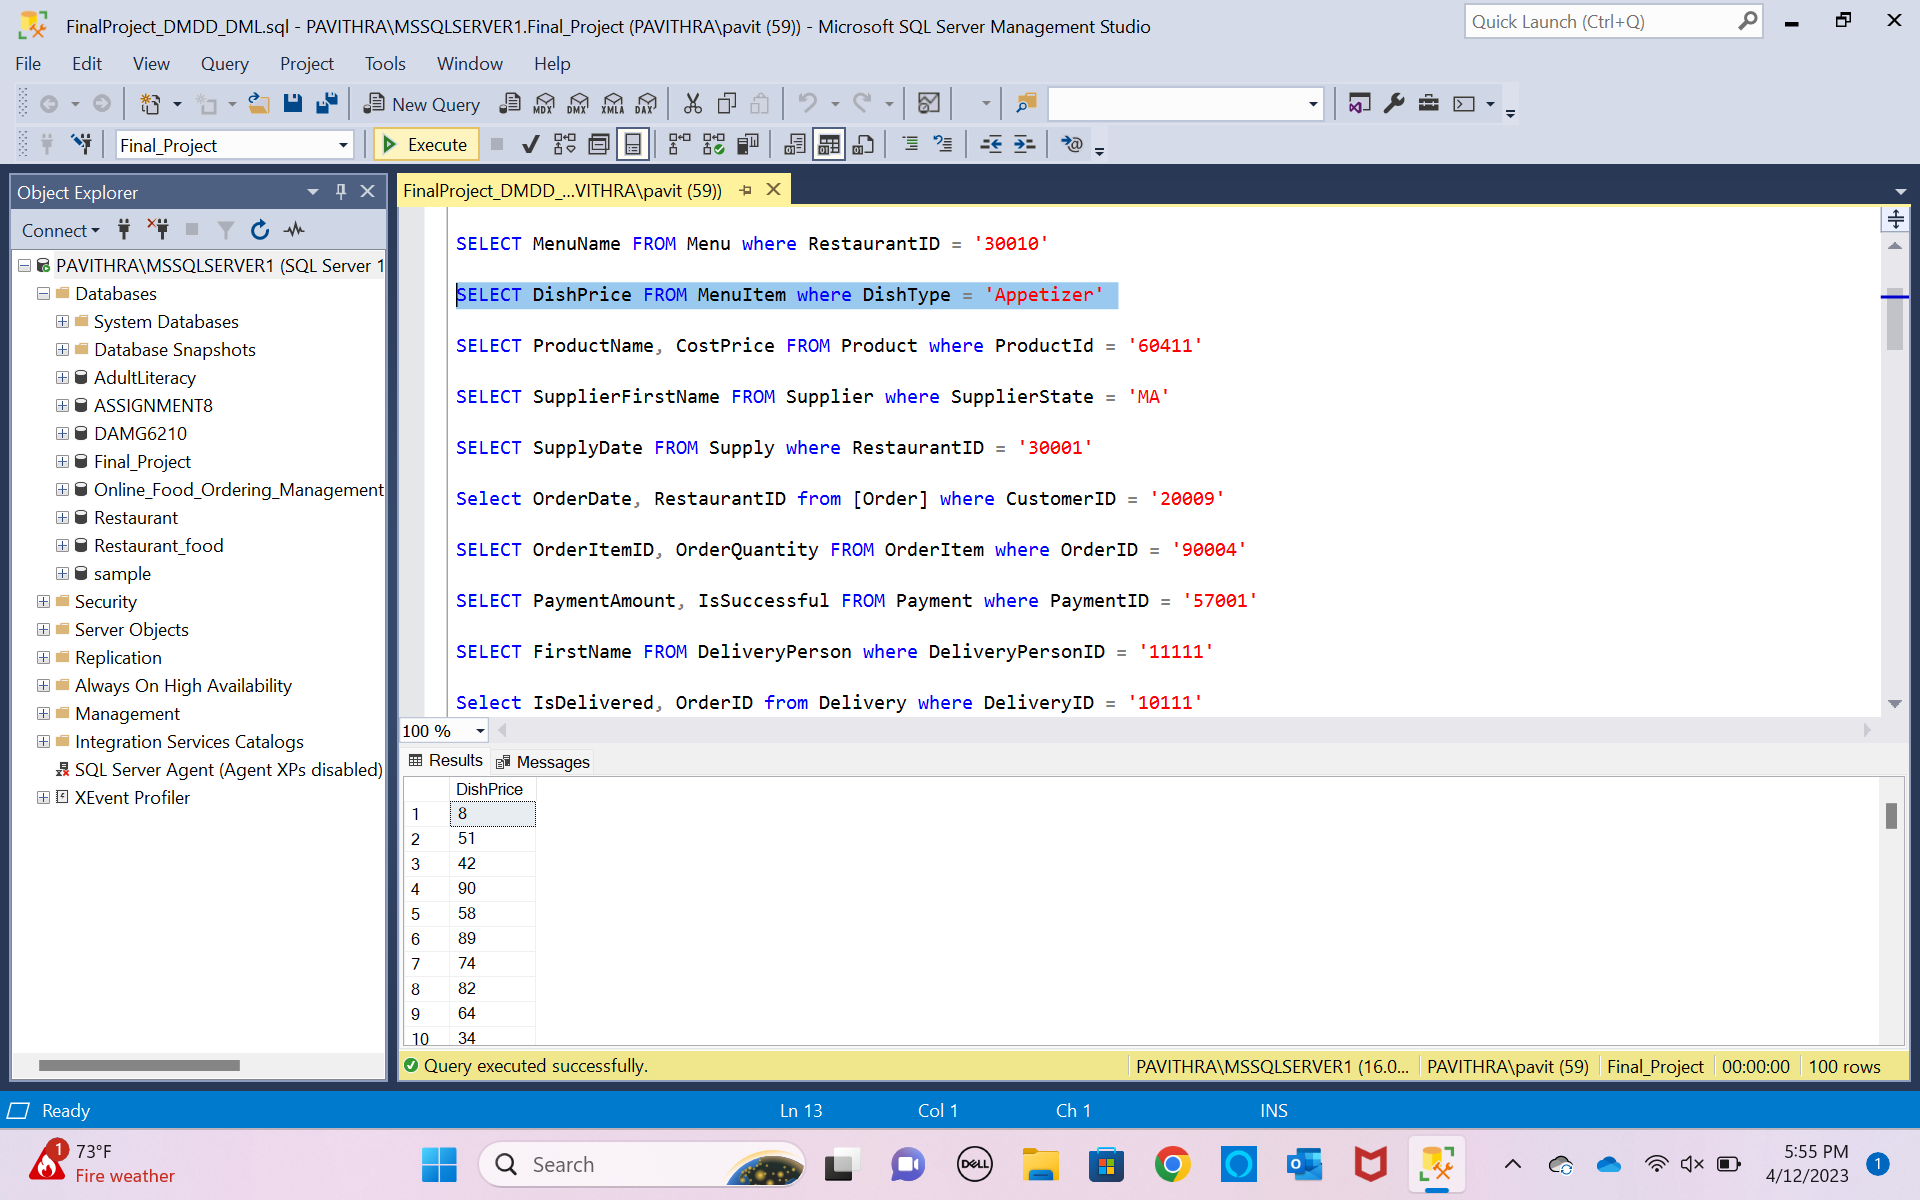 FinalProject_DMDD_DML.sql - PAVITHRA\MSSQLSERVER1.Final_Project (PAVITHRA\pavit (59)) - Microsoft SQL Server Management Studio
Quick Launch (Ctrl+Q)
File Edit View Query Project Tools Window Help
New Query MDX DMX XMLA DAX
Final_Project Execute
Object Explorer
Connect
PAVITHRA\MSSQLSERVER1 (SQL Server 1
Databases
System Databases
Database Snapshots
AdultLiteracy
ASSIGNMENT8
DAMG6210
Final_Project
Online_Food_Ordering_Management
Restaurant
Restaurant_food
sample
Security
Server Objects
Replication
Always On High Availability
Management
Integration Services Catalogs
SQL Server Agent (Agent XPs disabled)
XEvent Profiler
FinalProject_DMDD_...VITHRA\pavit (59))
SELECT MenuName FROM Menu where RestaurantID = '30010'
SELECT DishPrice FROM MenuItem where DishType = 'Appetizer'
SELECT ProductName, CostPrice FROM Product where ProductId = '60411'
SELECT SupplierFirstName FROM Supplier where SupplierState = 'MA'
SELECT SupplyDate FROM Supply where RestaurantID = '30001'
Select OrderDate, RestaurantID from [Order] where CustomerID = '20009'
SELECT OrderItemID, OrderQuantity FROM OrderItem where OrderID = '90004'
SELECT PaymentAmount, IsSuccessful FROM Payment where PaymentID = '57001'
SELECT FirstName FROM DeliveryPerson where DeliveryPersonID = '11111'
Select IsDelivered, OrderID from Delivery where DeliveryID = '10111'
100 %
Results Messages
DishPrice
1 8
2 51
3 42
4 90
5 58
6 89
7 74
8 82
9 64
10 34
Query executed successfully. PAVITHRA\MSSQLSERVER1 (16.0... PAVITHRA\pavit (59) Final_Project 00:00:00 100 rows
Ready Ln 13 Col 1 Ch 1 INS
1 73°F
Fire weather
Search
DELL
5:55 PM
4/12/2023
1